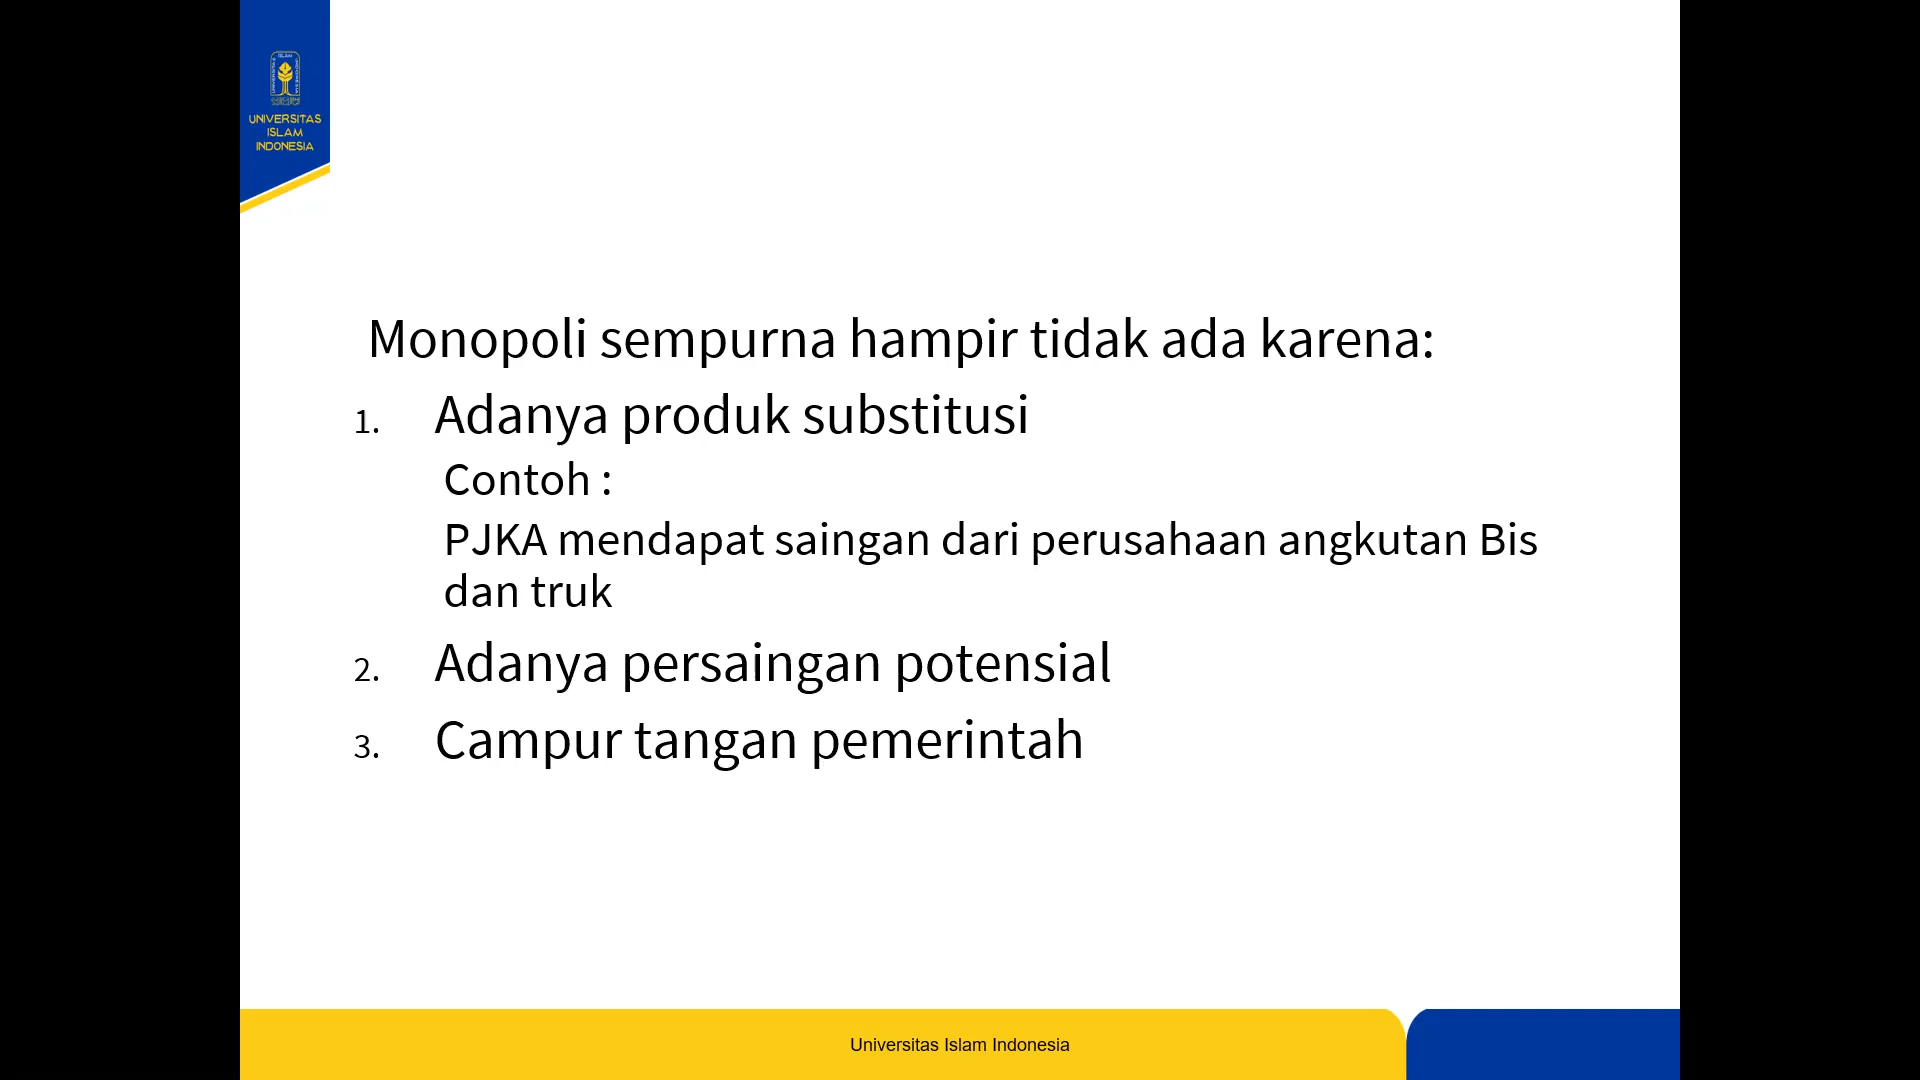 UNIVERSITAS
ISLAM
INDONESIA
Monopoli sempurna hampir tidak ada karena:
1. Adanya produk substitusi
Contoh :
PJKA mendapat saingan dari perusahaan angkutan Bis
dan truk
2. Adanya persaingan potensial
3. Campur tangan pemerintah
Universitas Islam Indonesia